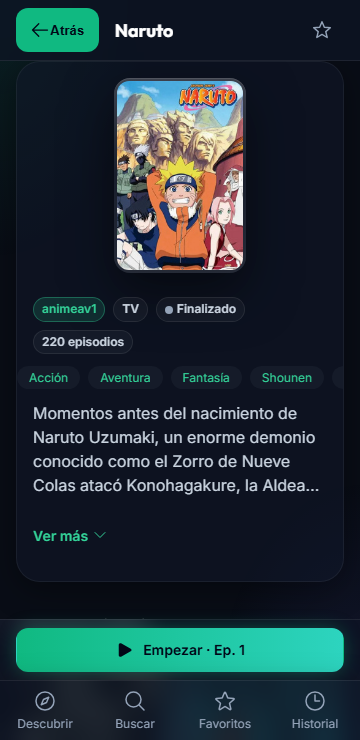 Atrás
Naruto
NARUTO
animeav1
TV
Finalizado
220 episodios
Acción
Aventura
Fantasía
Shounen
Momentos antes del nacimiento de
Naruto Uzumaki, un enorme demonio
conocido como el Zorro de Nueve
Colas atacó Konohagakure, la Aldea...
Ver más
Empezar · Ep. 1
Descubrir
Buscar
Favoritos
Historial